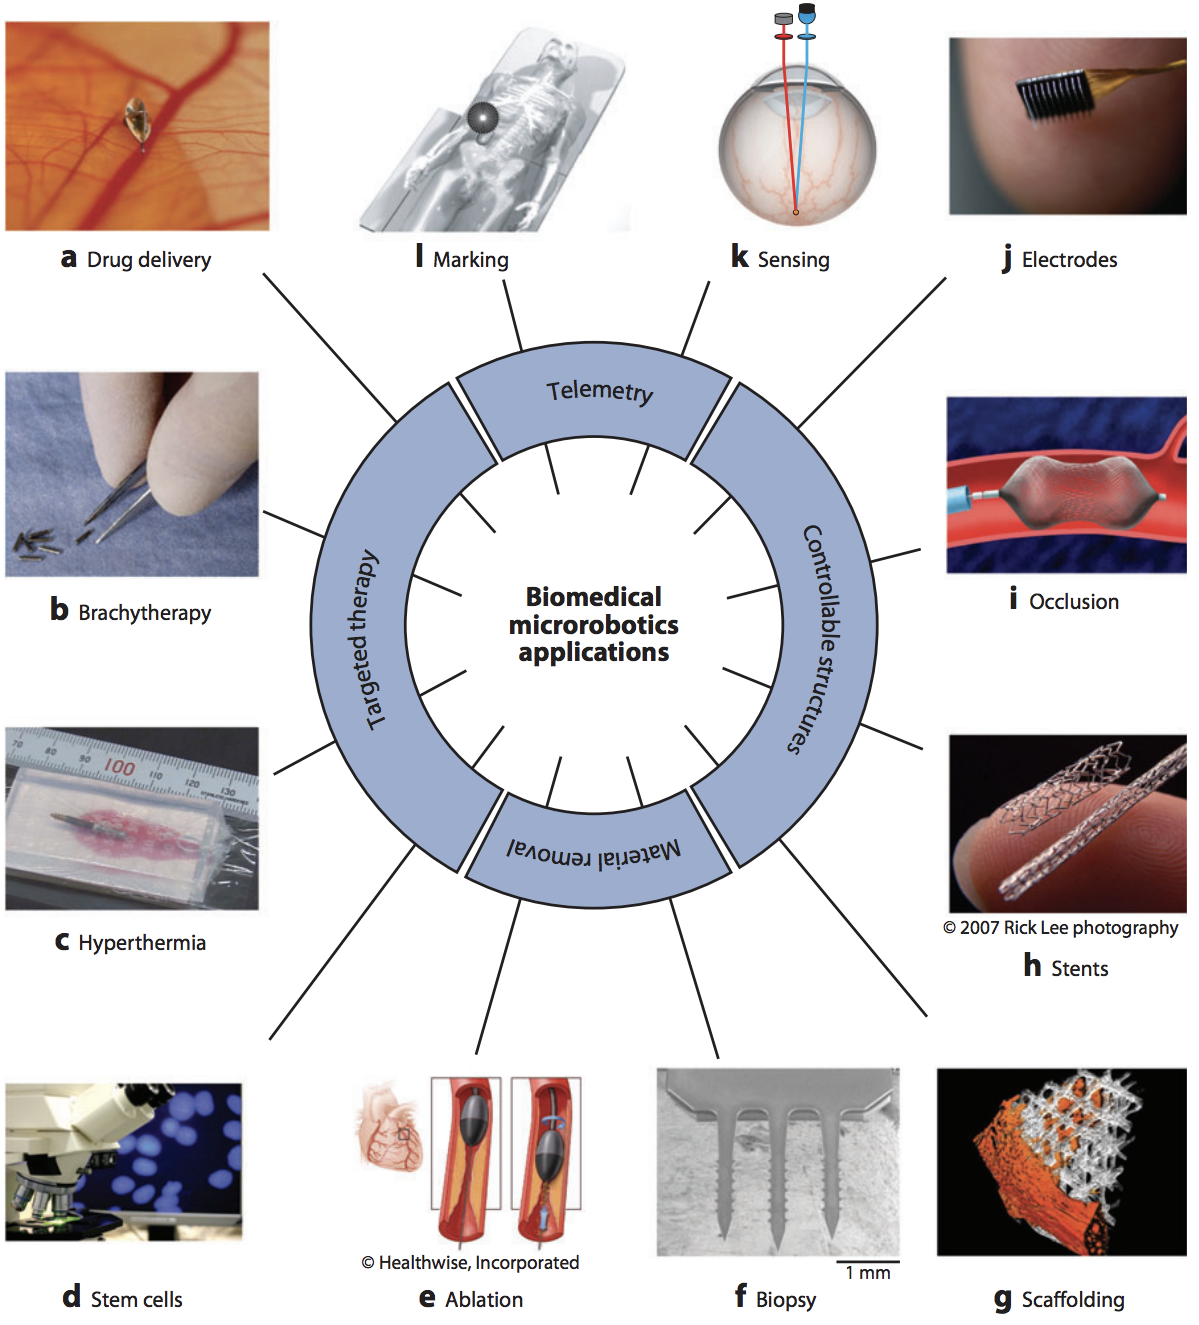 a Drug delivery
l Marking
k Sensing
j Electrodes
Telemetry
Controllable structures
Targeted therapy
Material removal
Biomedical
microrobotics
applications
b Brachytherapy
i Occlusion
70 80 90 100 110 120 130
c Hyperthermia
© 2007 Rick Lee photography
h Stents
© Healthwise, Incorporated
1 mm
d Stem cells
e Ablation
f Biopsy
g Scaffolding